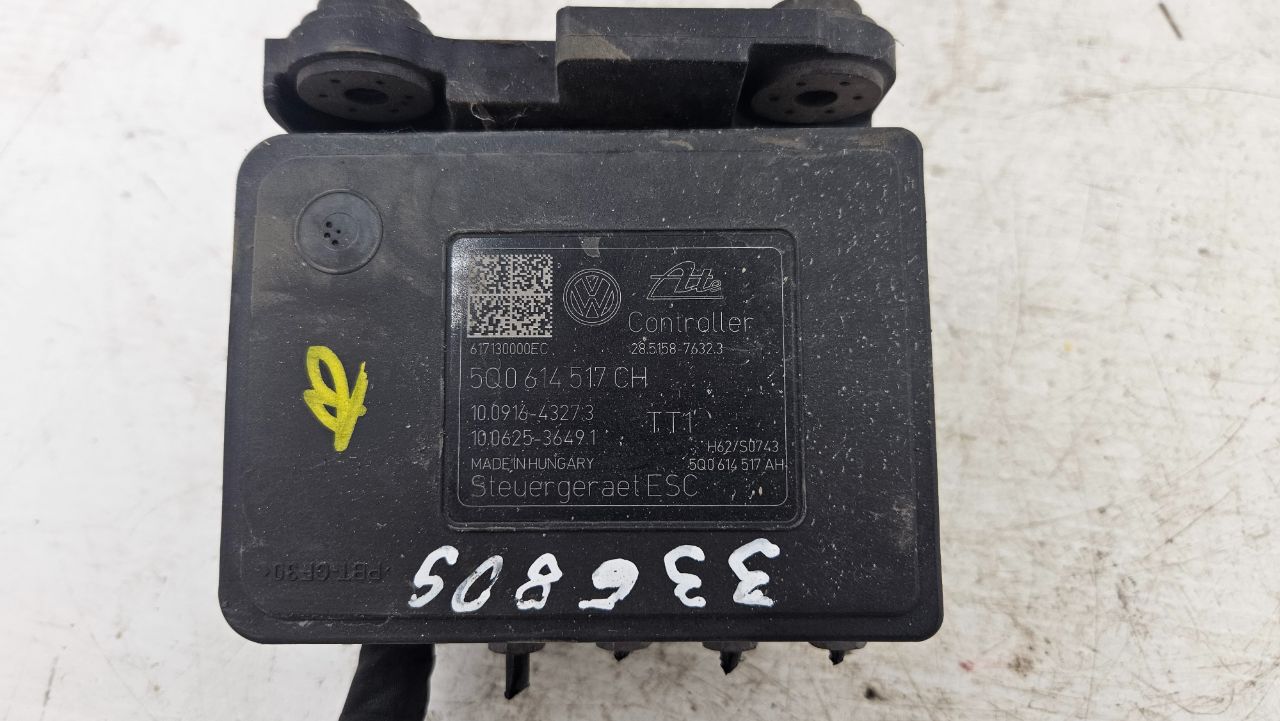 Ate
Controller
617130000EC 28.5158-7632.3
5Q0 614 517 CH
10.0916-4327.3 TT1
10.0625-3649.1 H62/S0743
MADE IN HUNGARY 5Q0 614 517 AH
Steuergeraet ESC
PBT-GF30